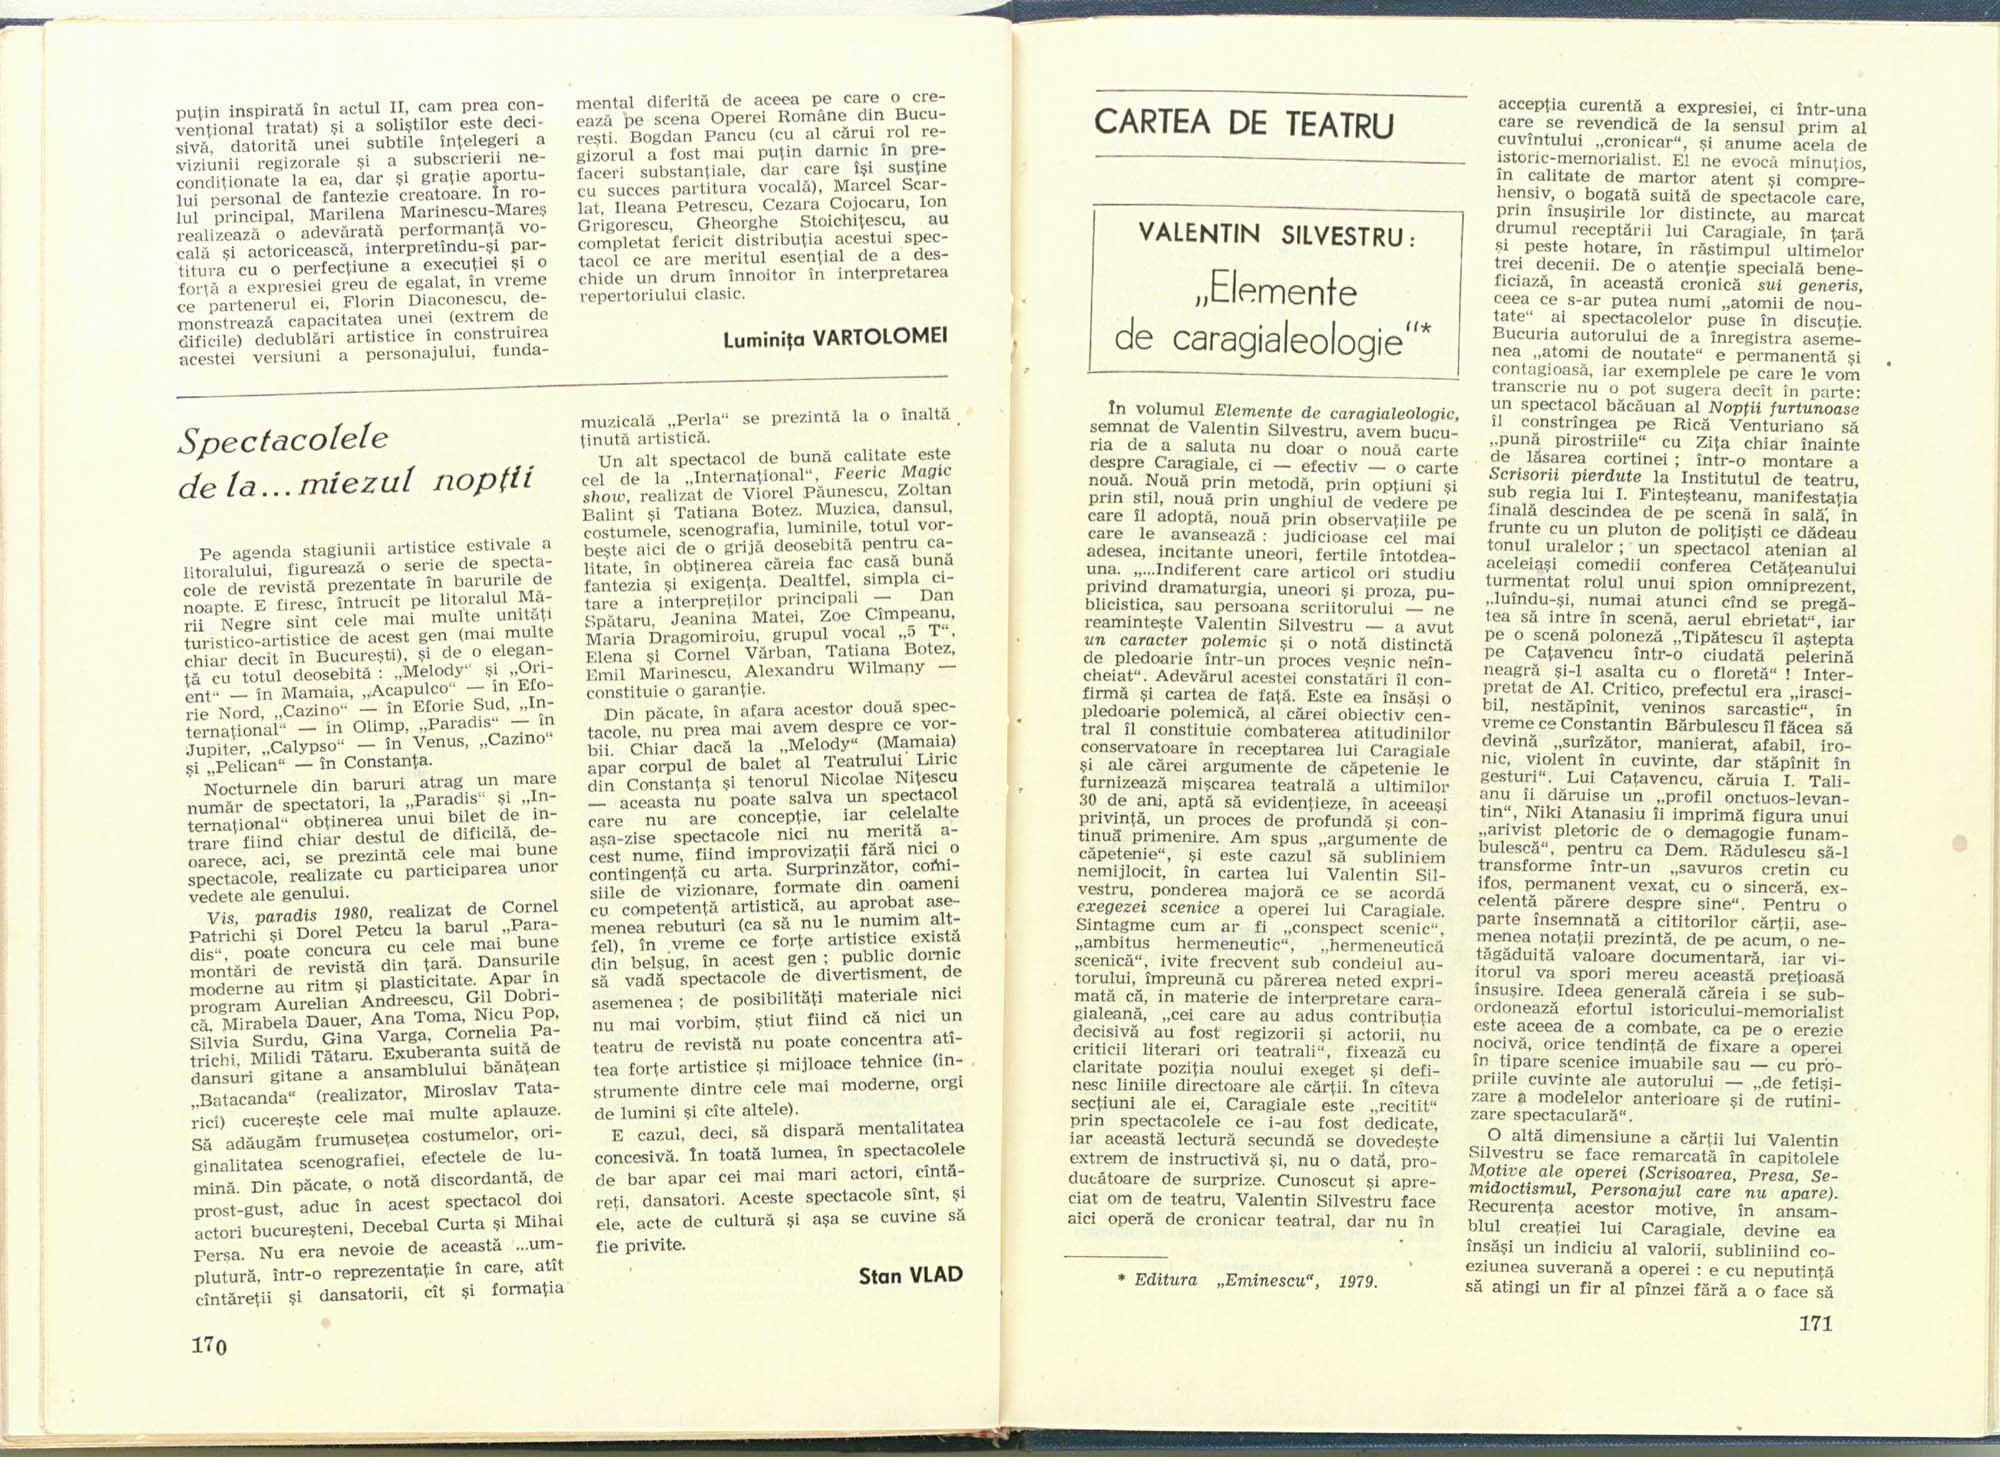 puțin inspirată în actul II, cam prea con-
vențional tratat) și a soliștilor este deci-
sivă, datorită unei subtile înțelegeri a
viziunii regizorale și a subscrierii ne-
condiționate la ea, dar și grație aportu-
lui personal de fantezie creatoare. În ro-
lul principal, Marilena Marinescu-Mareș
realizează o adevărată performanță vo-
cală și actoricească, interpretîndu-și par-
titura cu o perfecțiune a execuției și o
forță a expresiei greu de egalat, în vreme
ce partenerul ei, Florin Diaconescu, de-
monstrează capacitatea unei (extrem de
dificile) dedublări artistice în construirea
acestei versiuni a personajului, funda-
mental diferită de aceea pe care o cre-
ează pe scena Operei Române din Bucu-
rești. Bogdan Pancu (cu al cărui rol re-
gizorul a fost mai puțin darnic în pre-
faceri substanțiale, dar care își susține
cu succes partitura vocală), Marcel Scar-
lat, Ileana Petrescu, Cezara Cojocaru, Ion
Grigorescu, Gheorghe Stoichițescu, au
completat fericit distribuția acestui spec-
tacol ce are meritul esențial de a des-
chide un drum înnoitor în interpretarea
repertoriului clasic.
Luminița VARTOLOMEI
Spectacolele
de la... miezul nopții
Pe agenda stagiunii artistice estivale a
litoralului, figurează o serie de specta-
cole de revistă prezentate în barurile de
noapte. E firesc, întrucît pe litoralul Mă-
rii Negre sînt cele mai multe unități
turistico-artistice de acest gen (mai multe
chiar decît în București), și de o elegan-
ță cu totul deosebită : „Melody“ și „Ori-
ent“ — în Mamaia, „Acapulco“ — în Efo-
rie Nord, „Cazino“ — în Eforie Sud, „In-
ternațional“ — în Olimp, „Paradis“ — în
Jupiter, „Calypso“ — în Venus, „Cazino“
și „Pelican“ — în Constanța.
Nocturnele din baruri atrag un mare
număr de spectatori, la „Paradis“ și „In-
ternațional“ obținerea unui bilet de in-
trare fiind chiar destul de dificilă, de-
oarece, aci, se prezintă cele mai bune
spectacole, realizate cu participarea unor
vedete ale genului.
Vis, paradis 1980, realizat de Cornel
Patrichi și Dorel Petcu la barul „Para-
dis“, poate concura cu cele mai bune
montări de revistă din țară. Dansurile
moderne au ritm și plasticitate. Apar în
program Aurelian Andreescu, Gil Dobri-
că, Mirabela Dauer, Ana Toma, Nicu Pop,
Silvia Surdu, Gina Varga, Cornelia Pa-
trichi, Milidi Tătaru. Exuberanta suită de
dansuri gitane a ansamblului bănățean
„Batacanda“ (realizator, Miroslav Tata-
rici) cucerește cele mai multe aplauze.
Să adăugăm frumusețea costumelor, ori-
ginalitatea scenografiei, efectele de lu-
mină. Din păcate, o notă discordantă, de
prost-gust, aduc în acest spectacol doi
actori bucureșteni, Decebal Curta și Mihai
Perșa. Nu era nevoie de această ...um-
plutură, într-o reprezentație în care, atît
cîntăreții și dansatorii, cît și formația
muzicală „Perla“ se prezintă la o înaltă
ținută artistică.
Un alt spectacol de bună calitate este
cel de la „Internațional“, Feeric Magic
show, realizat de Viorel Păunescu, Zoltan
Balint și Tatiana Botez. Muzica, dansul,
costumele, scenografia, luminile, totul vor-
bește aici de o grijă deosebită pentru ca-
litate, în obținerea căreia fac casă bună
fantezia și exigența. Dealtfel, simpla ci-
tare a interpreților principali — Dan
Spătaru, Jeanina Matei, Zoe Cîmpeanu,
Maria Dragomiroiu, grupul vocal „5 T“,
Elena și Cornel Vărban, Tatiana Botez,
Emil Marinescu, Alexandru Wilmany —
constituie o garanție.
Din păcate, în afara acestor două spec-
tacole, nu prea mai avem despre ce vor-
bi. Chiar dacă la „Melody“ (Mamaia)
apar corpul de balet al Teatrului Liric
din Constanța și tenorul Nicolae Nițescu
— aceasta nu poate salva un spectacol
care nu are concepție, iar celelalte
așa-zise spectacole nici nu merită a-
cest nume, fiind improvizații fără nici o
contingență cu arta. Surprinzător, comi-
siile de vizionare, formate din oameni
cu competență artistică, au aprobat ase-
menea rebuturi (ca să nu le numim alt-
fel), în vreme ce forțe artistice există
din belșug, în acest gen ; public dornic
să vadă spectacole de divertisment, de
asemenea ; de posibilități materiale nici
nu mai vorbim, știut fiind că nici un
teatru de revistă nu poate concentra atî-
tea forțe artistice și mijloace tehnice (in-
strumente dintre cele mai moderne, orgi
de lumini și cîte altele).
E cazul, deci, să dispară mentalitatea
concesivă. În toată lumea, în spectacolele
de bar apar cei mai mari actori, cîntă-
reți, dansatori. Aceste spectacole sînt, și
ele, acte de cultură și așa se cuvine să
fie privite.
Stan VLAD
170
CARTEA DE TEATRU
VALENTIN SILVESTRU :
„Elemente
de caragialeologie“*
În volumul Elemente de caragialeologie,
semnat de Valentin Silvestru, avem bucu-
ria de a saluta nu doar o nouă carte
despre Caragiale, ci — efectiv — o carte
nouă. Nouă prin metodă, prin opțiuni și
prin stil, nouă prin unghiul de vedere pe
care îl adoptă, nouă prin observațiile pe
care le avansează : judicioase cel mai
adesea, incitante uneori, fertile întotdea-
una. „...Indiferent care articol ori studiu
privind dramaturgia, uneori și proza, pu-
blicistica, sau persoana scriitorului — ne
reamintește Valentin Silvestru — a avut
un caracter polemic și o notă distinctă
de pledoarie într-un proces veșnic neîn-
cheiat“. Adevărul acestei constatări îl con-
firmă și cartea de față. Este ea însăși o
pledoarie polemică, al cărei obiectiv cen-
tral îl constituie combaterea atitudinilor
conservatoare în receptarea lui Caragiale
și ale cărei argumente de căpetenie le
furnizează mișcarea teatrală a ultimilor
30 de ani, aptă să evidențieze, în aceeași
privință, un proces de profundă și con-
tinuă primenire. Am spus „argumente de
căpetenie“, și este cazul să subliniem
nemijlocit, în cartea lui Valentin Sil-
vestru, ponderea majoră ce se acordă
exegezei scenice a operei lui Caragiale.
Sintagme cum ar fi „conspect scenic“,
„ambitus hermeneutic“, „hermeneutică
scenică“, ivite frecvent sub condeiul au-
torului, împreună cu părerea neted expri-
mată că, în materie de interpretare cara-
gialeană, „cei care au adus contribuția
decisivă au fost regizorii și actorii, nu
criticii literari ori teatrali“, fixează cu
claritate poziția noului exeget și defi-
nesc liniile directoare ale cărții. În cîteva
secțiuni ale ei, Caragiale este „recitit“
prin spectacolele ce i-au fost dedicate,
iar această lectură secundă se dovedește
extrem de instructivă și, nu o dată, pro-
ducătoare de surprize. Cunoscut și apre-
ciat om de teatru, Valentin Silvestru face
aici operă de cronicar teatral, dar nu în
* Editura „Eminescu“, 1979.
accepția curentă a expresiei, ci într-una
care se revendică de la sensul prim al
cuvîntului „cronicar“, și anume acela de
istoric-memorialist. El ne evocă minuțios,
în calitate de martor atent și compre-
hensiv, o bogată suită de spectacole care,
prin însușirile lor distincte, au marcat
drumul receptării lui Caragiale, în țară
și peste hotare, în răstimpul ultimelor
trei decenii. De o atenție specială bene-
ficiază, în această cronică sui generis,
ceea ce s-ar putea numi „atomii de nou-
tate“ ai spectacolelor puse în discuție.
Bucuria autorului de a înregistra aseme-
nea „atomi de noutate“ e permanentă și
contagioasă, iar exemplele pe care le vom
transcrie nu o pot sugera decît în parte:
un spectacol băcăuan al Nopții furtunoase
îl constrîngea pe Rică Venturiano să
„pună pirostriile“ cu Zița chiar înainte
de lăsarea cortinei ; într-o montare a
Scrisorii pierdute la Institutul de teatru,
sub regia lui I. Finteșteanu, manifestația
finală descindea de pe scenă în sală, în
frunte cu un pluton de polițiști ce dădeau
tonul uralelor ; un spectacol atenian al
aceleiași comedii conferea Cetățeanului
turmentat rolul unui spion omniprezent,
„luîndu-și, numai atunci cînd se pregă-
tea să intre în scenă, aerul ebrietat“, iar
pe o scenă poloneză „Tipătescu îl aștepta
pe Cațavencu într-o ciudată pelerină
neagră și-l asalta cu o floretă“ ! Inter-
pretat de Al. Critico, prefectul era „irasci-
bil, nestăpînit, veninos sarcastic“, în
vreme ce Constantin Bărbulescu îl făcea să
devină „surîzător, manierat, afabil, iro-
nic, violent în cuvinte, dar stăpînit în
gesturi“. Lui Cațavencu, căruia I. Tali-
anu îi dăruise un „profil onctuos-levan-
tin“, Niki Atanasiu îi imprimă figura unui
„arivist pletoric de o demagogie funam-
bulescă“, pentru ca Dem. Rădulescu să-l
transforme într-un „savuros cretin cu
ifos, permanent vexat, cu o sinceră, ex-
celentă părere despre sine“. Pentru o
parte însemnată a cititorilor cărții, ase-
menea notații prezintă, de pe acum, o ne-
tăgăduită valoare documentară, iar vi-
itorul va spori mereu această prețioasă
însușire. Ideea generală căreia i se sub-
ordonează efortul istoricului-memorialist
este aceea de a combate, ca pe o erezie
nocivă, orice tendință de fixare a operei
în tipare scenice imuabile sau — cu pro-
priile cuvinte ale autorului — „de fetiși-
zare a modelelor anterioare și de rutini-
zare spectaculară“.
O altă dimensiune a cărții lui Valentin
Silvestru se face remarcată în capitolele
Motive ale operei (Scrisoarea, Presa, Se-
midoctismul, Personajul care nu apare).
Recurența acestor motive, în ansam-
blul creației lui Caragiale, devine ea
însăși un indiciu al valorii, subliniind co-
eziunea suverană a operei : e cu neputință
să atingi un fir al pînzei fără a o face să
171